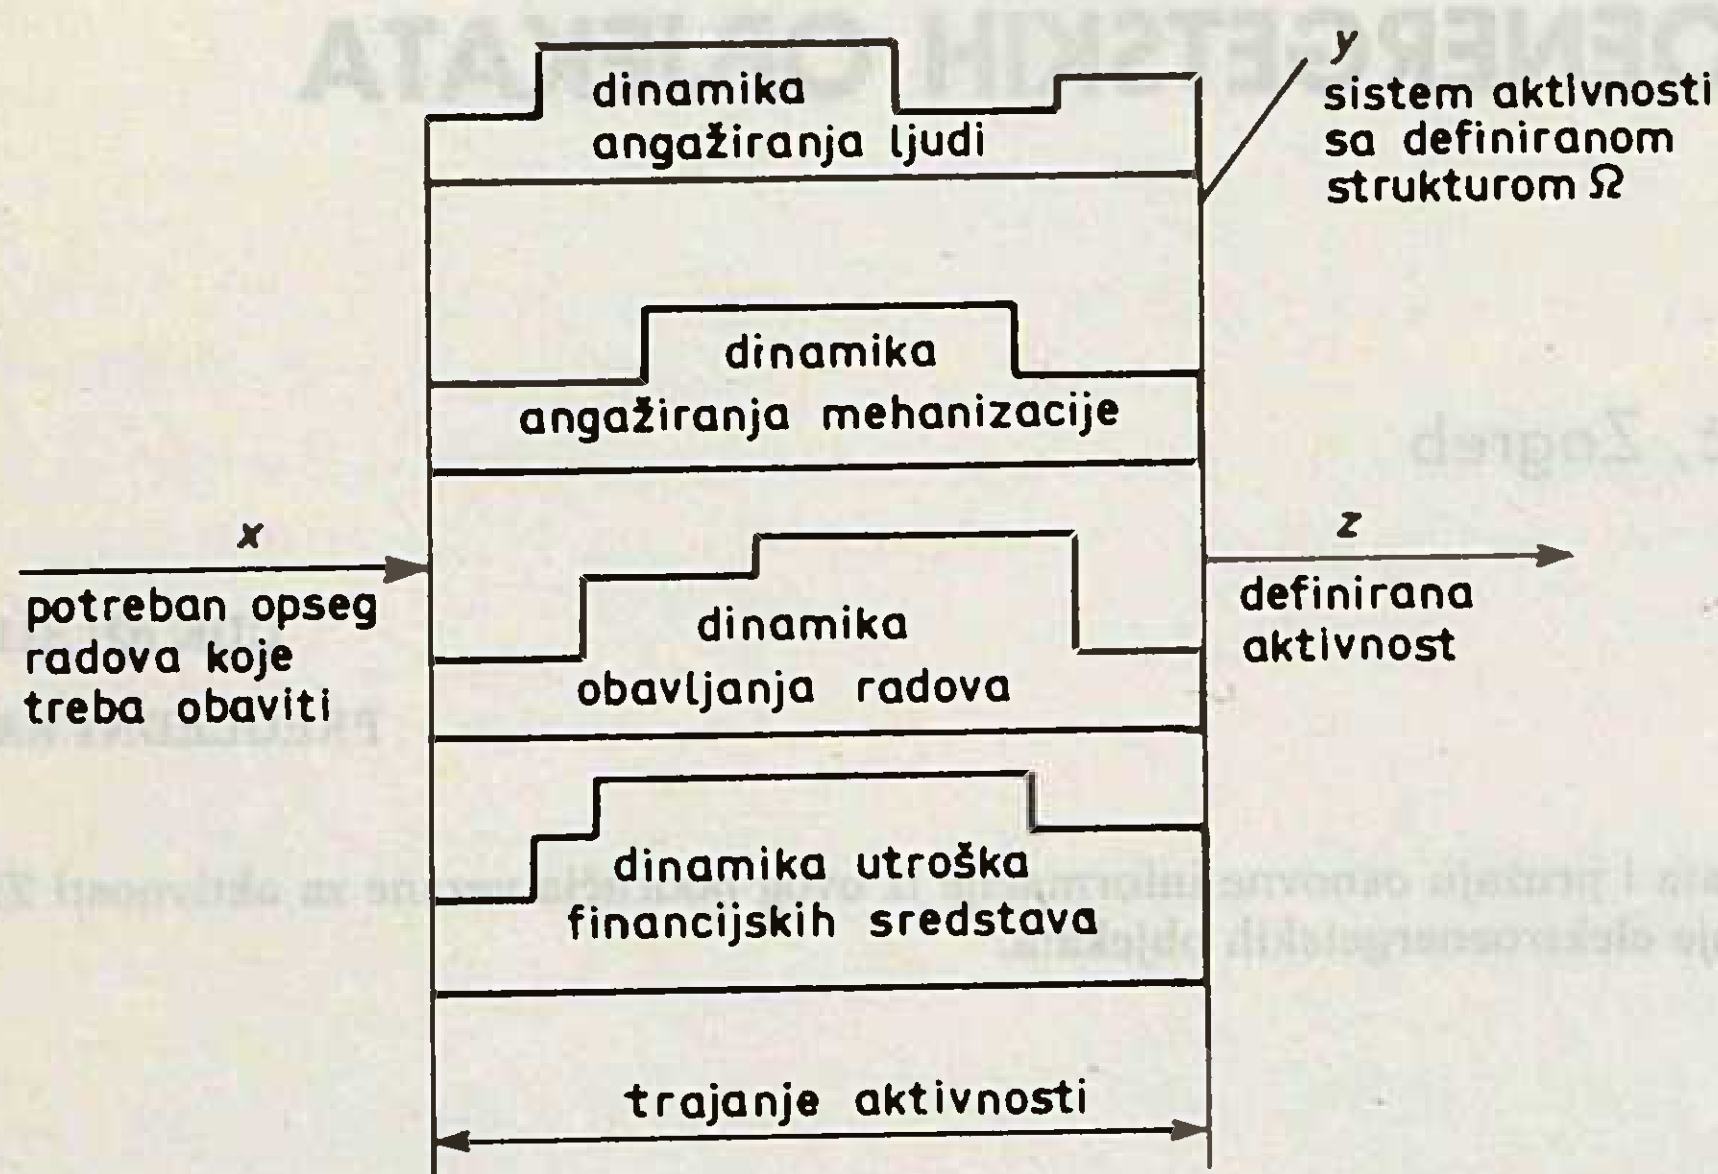 dinamika
angažiranja ljudi
y
sistem aktivnosti
sa definiranom
strukturom Ω
dinamika
angažiranja mehanizacije
x
potreban opseg
radova koje
treba obaviti
dinamika
obavljanja radova
z
definirana
aktivnost
dinamika utroška
financijskih sredstava
trajanje aktivnosti